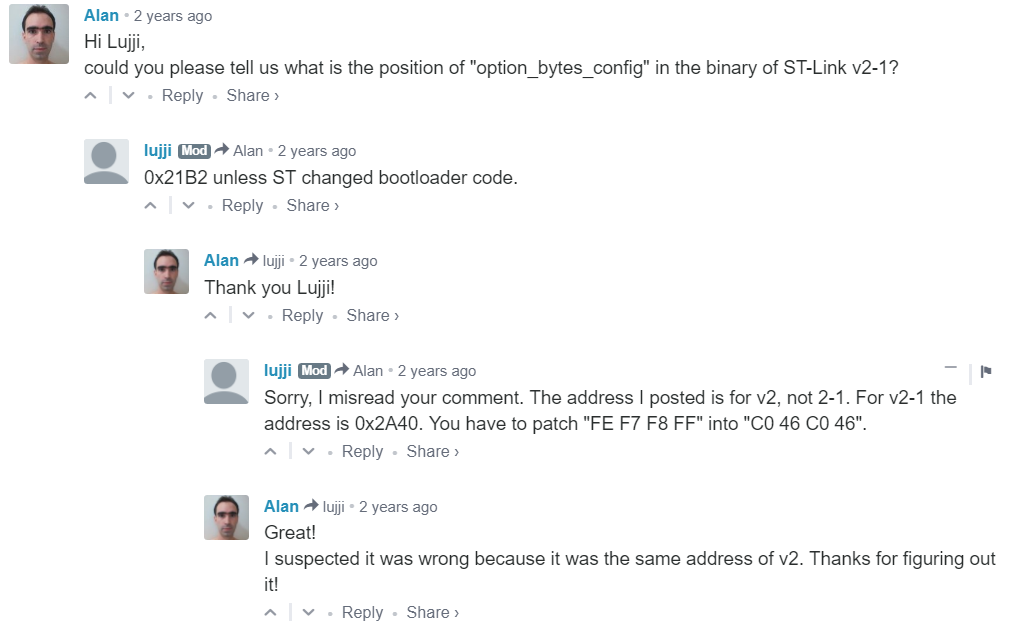 Alan • 2 years ago
Hi Lujji,
could you please tell us what is the position of "option_bytes_config" in the binary of ST-Link v2-1?
Reply • Share ›
lujji Mod Alan • 2 years ago
0x21B2 unless ST changed bootloader code.
Reply • Share ›
Alan lujji • 2 years ago
Thank you Lujji!
Reply • Share ›
lujji Mod Alan • 2 years ago
Sorry, I misread your comment. The address I posted is for v2, not 2-1. For v2-1 the
address is 0x2A40. You have to patch "FE F7 F8 FF" into "C0 46 C0 46".
Reply • Share ›
Alan lujji • 2 years ago
Great!
I suspected it was wrong because it was the same address of v2. Thanks for figuring out
it!
Reply • Share ›